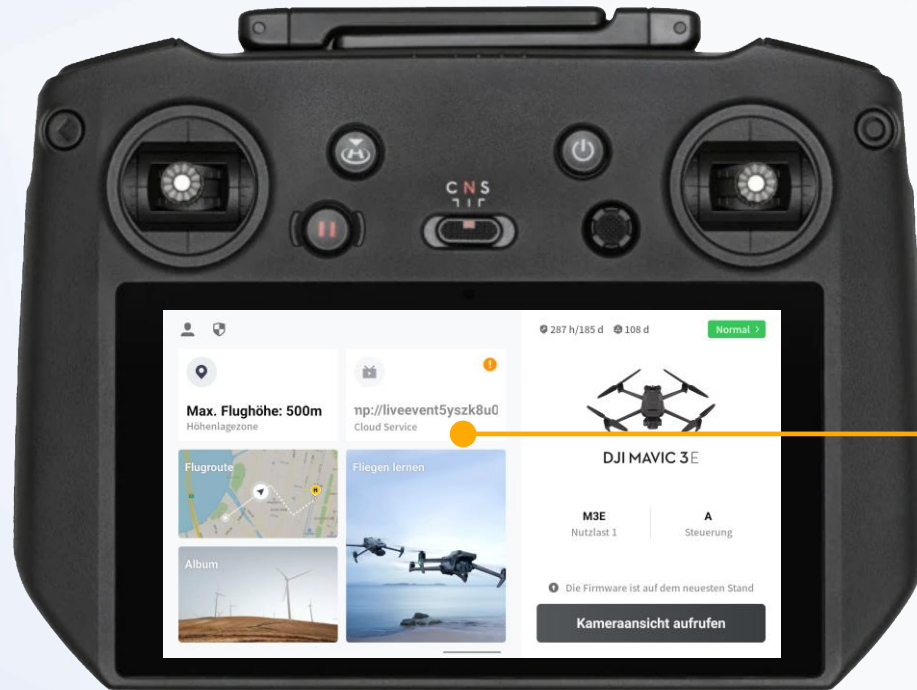 C N S
287 h/185 d 108 d
Normal >
Max. Flughöhe: 500m
Höhenlagezone
np://liveevent5yszk8u0
Cloud Service
Flugroute
H
Fliegen lernen
Album
DJI MAVIC 3E
M3E
Nutzlast 1
A
Steuerung
Die Firmware ist auf dem neuesten Stand
Kameraansicht aufrufen